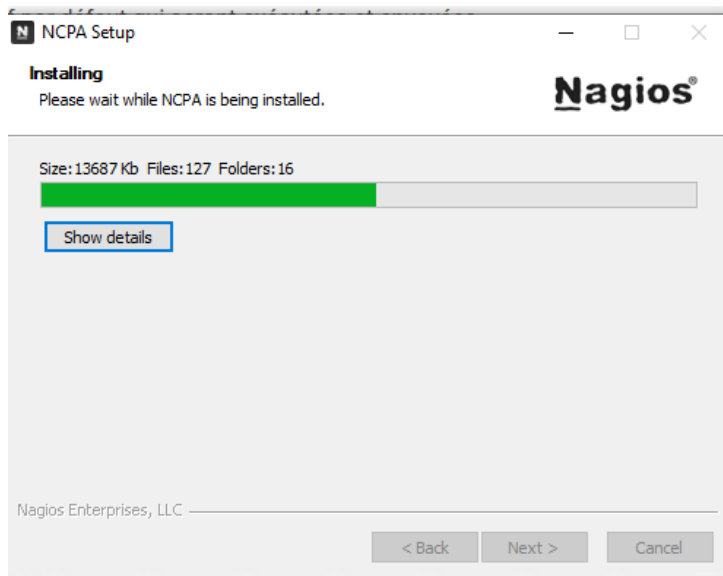 NCPA Setup
Installing
Please wait while NCPA is being installed.
Nagios®
Size: 13687 Kb Files: 127 Folders: 16
Show details
Nagios Enterprises, LLC
< Back Next > Cancel